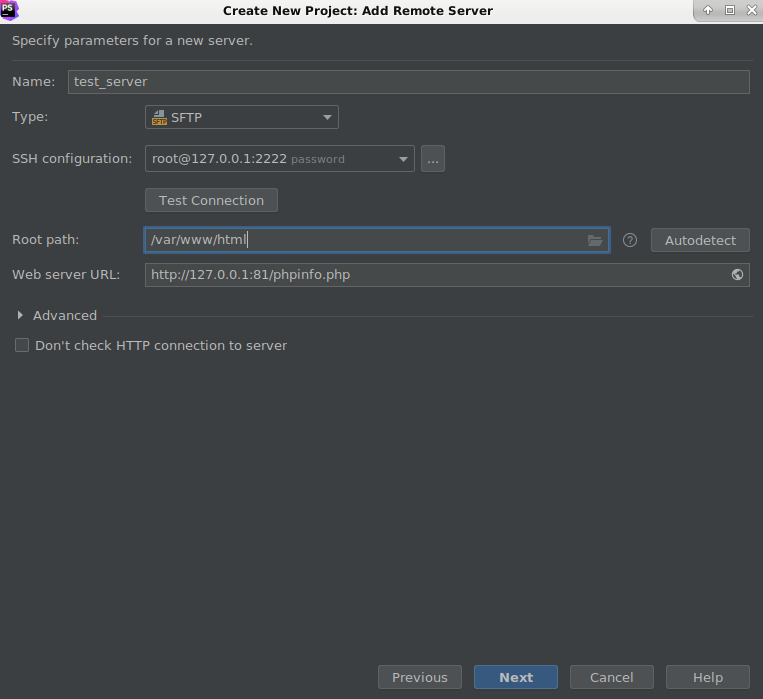 PS
Create New Project: Add Remote Server
Specify parameters for a new server.
Name: test_server
Type: SFTP SFTP
SSH configuration: root@127.0.0.1:2222 password ...
Test Connection
Root path: /var/www/html ? Autodetect
Web server URL: http://127.0.0.1:81/phpinfo.php
Advanced
Don't check HTTP connection to server
Previous Next Cancel Help